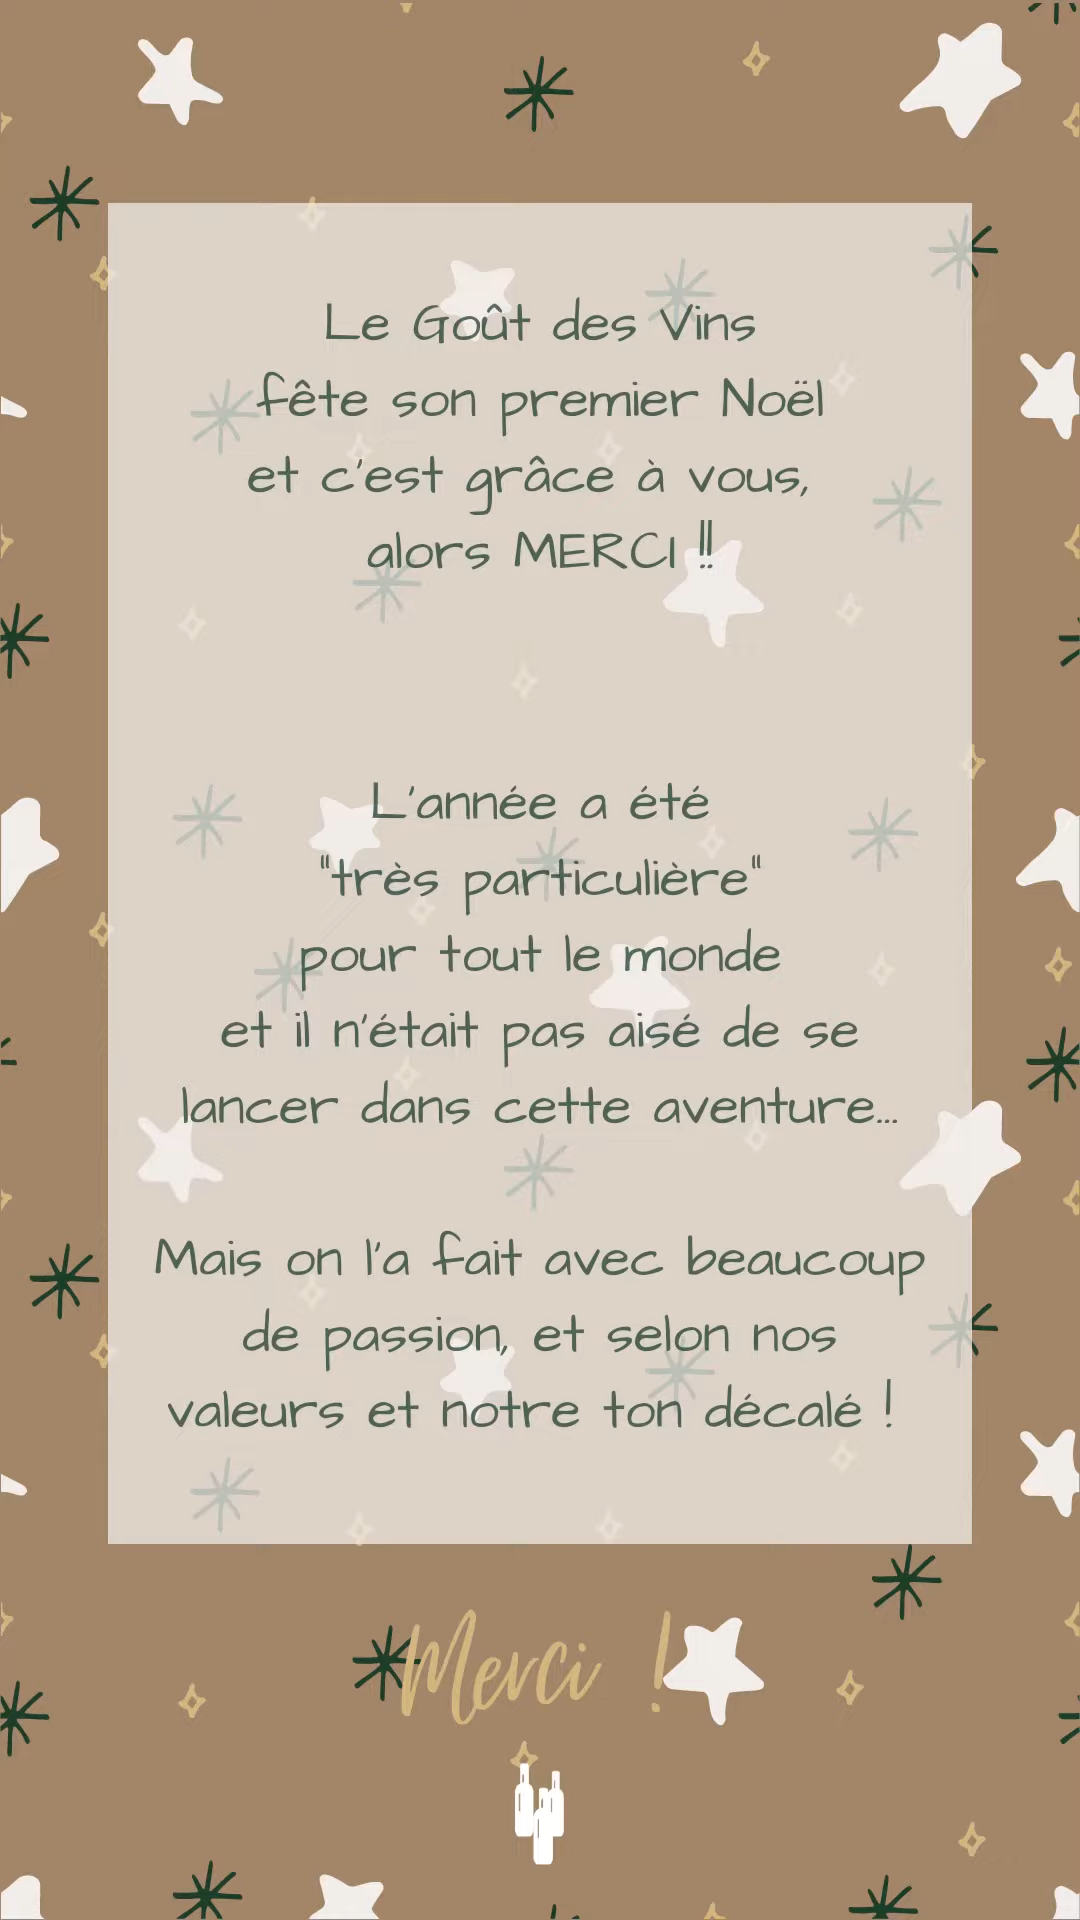 Le Goût des Vins
fête son premier Noël
et c'est grâce à vous,
alors MERCI !!
L'année a été
"très particulière"
pour tout le monde
et il n'était pas aisé de se
lancer dans cette aventure...
Mais on l'a fait avec beaucoup
de passion, et selon nos
valeurs et notre ton décalé !
Merci !